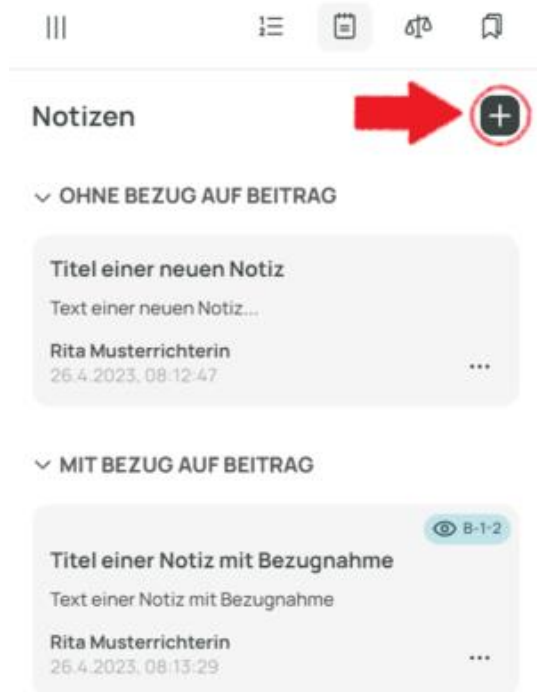 Notizen
OHNE BEZUG AUF BEITRAG
Titel einer neuen Notiz
Text einer neuen Notiz...
Rita Musterrichterin
26.4.2023, 08:12:47
MIT BEZUG AUF BEITRAG
B-1-2
Titel einer Notiz mit Bezugnahme
Text einer Notiz mit Bezugnahme
Rita Musterrichterin
26.4.2023, 08:13:29